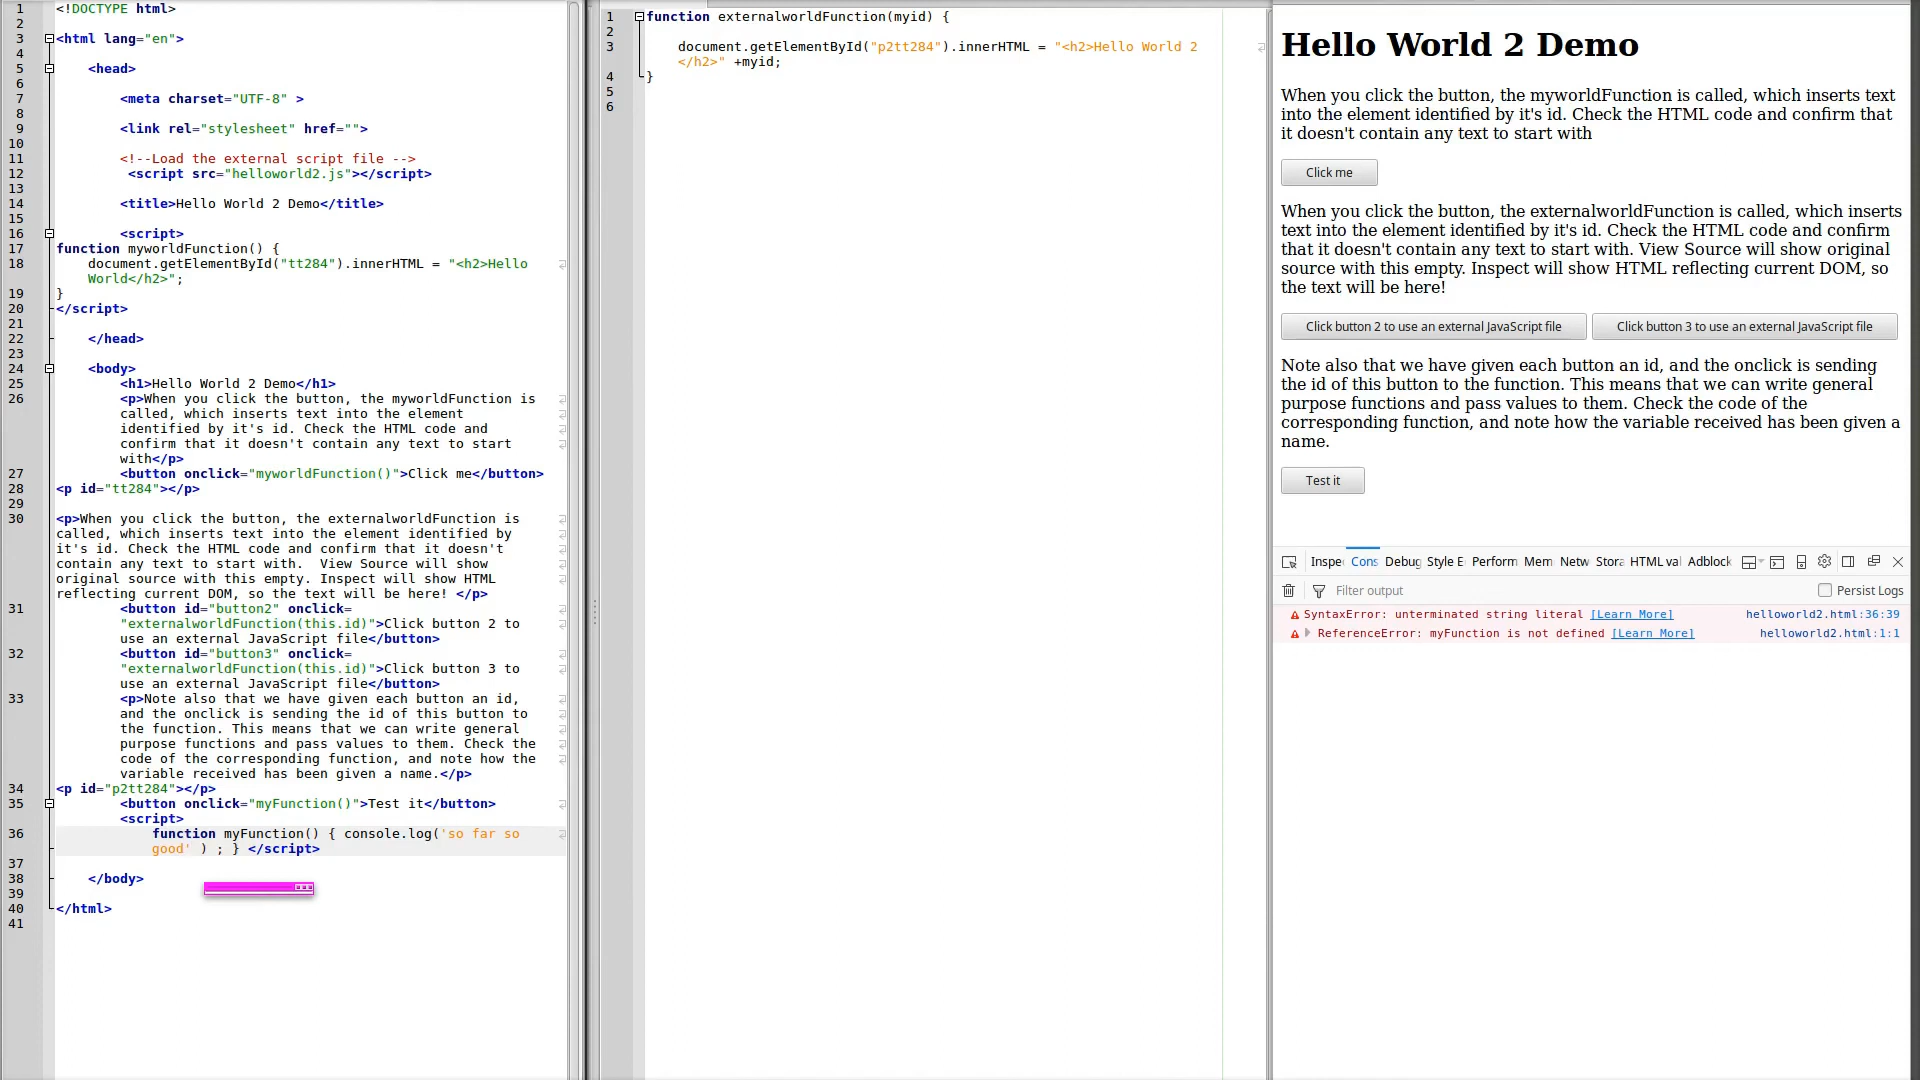 1 <!DOCTYPE html>
2
3 <html lang="en">
4
5 <head>
6
7 <meta charset="UTF-8" >
8
9 <link rel="stylesheet" href="">
10
11 <!--Load the external script file -->
12 <script src="helloworld2.js"></script>
13
14 <title>Hello World 2 Demo</title>
15
16 <script>
17 function myworldFunction() {
18 document.getElementById("tt284").innerHTML = "<h2>Hello
World</h2>";
19 }
20 </script>
21
22 </head>
23
24 <body>
25 <h1>Hello World 2 Demo</h1>
26 <p>When you click the button, the myworldFunction is
called, which inserts text into the element
identified by it's id. Check the HTML code and
confirm that it doesn't contain any text to start
with</p>
27 <button onclick="myworldFunction()">Click me</button>
28 <p id="tt284"></p>
29
30 <p>When you click the button, the externalworldFunction is
called, which inserts text into the element identified by
it's id. Check the HTML code and confirm that it doesn't
contain any text to start with.  View Source will show
original source with this empty. Inspect will show HTML
reflecting current DOM, so the text will be here! </p>
31 <button id="button2" onclick=
"externalworldFunction(this.id)">Click button 2 to
use an external JavaScript file</button>
32 <button id="button3" onclick=
"externalworldFunction(this.id)">Click button 3 to
use an external JavaScript file</button>
33 <p>Note also that we have given each button an id,
and the onclick is sending the id of this button to
the function. This means that we can write general
purpose functions and pass values to them. Check the
code of the corresponding function, and note how the
variable received has been given a name.</p>
34 <p id="p2tt284"></p>
35 <button onclick="myFunction()">Test it</button>
<script>
36 function myFunction() { console.log('so far so
good' ) ; } </script>
37
38 </body>
39
40 </html>
41
1 function externalworldFunction(myid) {
2
3 document.getElementById("p2tt284").innerHTML = "<h2>Hello World 2
</h2>" +myid;
4 }
5
6
Hello World 2 Demo
When you click the button, the myworldFunction is called, which inserts text
into the element identified by it's id. Check the HTML code and confirm that
it doesn't contain any text to start with
Click me
When you click the button, the externalworldFunction is called, which inserts
text into the element identified by it's id. Check the HTML code and confirm
that it doesn't contain any text to start with. View Source will show original
source with this empty. Inspect will show HTML reflecting current DOM, so
the text will be here!
Click button 2 to use an external JavaScript file Click button 3 to use an external JavaScript file
Note also that we have given each button an id, and the onclick is sending
the id of this button to the function. This means that we can write general
purpose functions and pass values to them. Check the code of the
corresponding function, and note how the variable received has been given a
name.
Test it
Inspe Cons Debug Style E Perform Mem Netw Stora HTML val Adblock
Filter output Persist Logs
SyntaxError: unterminated string literal [Learn More] helloworld2.html:36:39
ReferenceError: myFunction is not defined [Learn More] helloworld2.html:1:1